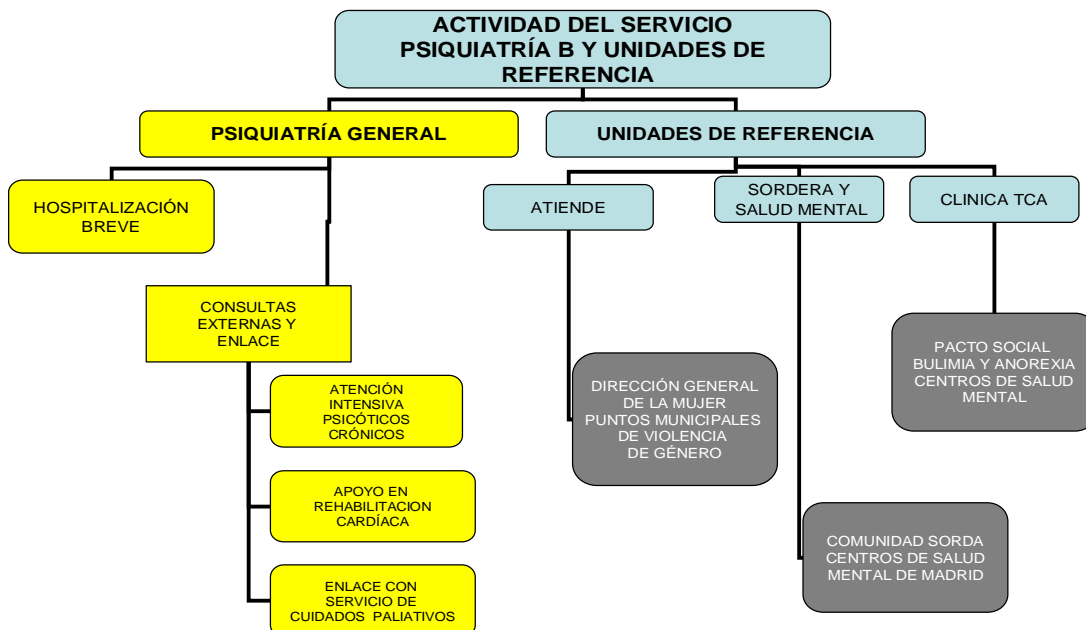 ACTIVIDAD DEL SERVICIO
PSIQUIATRÍA B Y UNIDADES DE
REFERENCIA
PSIQUIATRÍA GENERAL
UNIDADES DE REFERENCIA
HOSPITALIZACIÓN
BREVE
ATIENDE
SORDERA Y
SALUD MENTAL
CLINICA TCA
CONSULTAS
EXTERNAS Y
ENLACE
PACTO SOCIAL
BULIMIA Y ANOREXIA
CENTROS DE SALUD
MENTAL
DIRECCIÓN GENERAL
DE LA MUJER
PUNTOS MUNICIPALES
DE VIOLENCIA
DE GÉNERO
ATENCIÓN
INTENSIVA
PSICÓTICOS
CRÓNICOS
APOYO EN
REHABILITACION
CARDÍACA
COMUNIDAD SORDA
CENTROS DE SALUD
MENTAL DE MADRID
ENLACE CON
SERVICIO DE
CUIDADOS PALIATIVOS